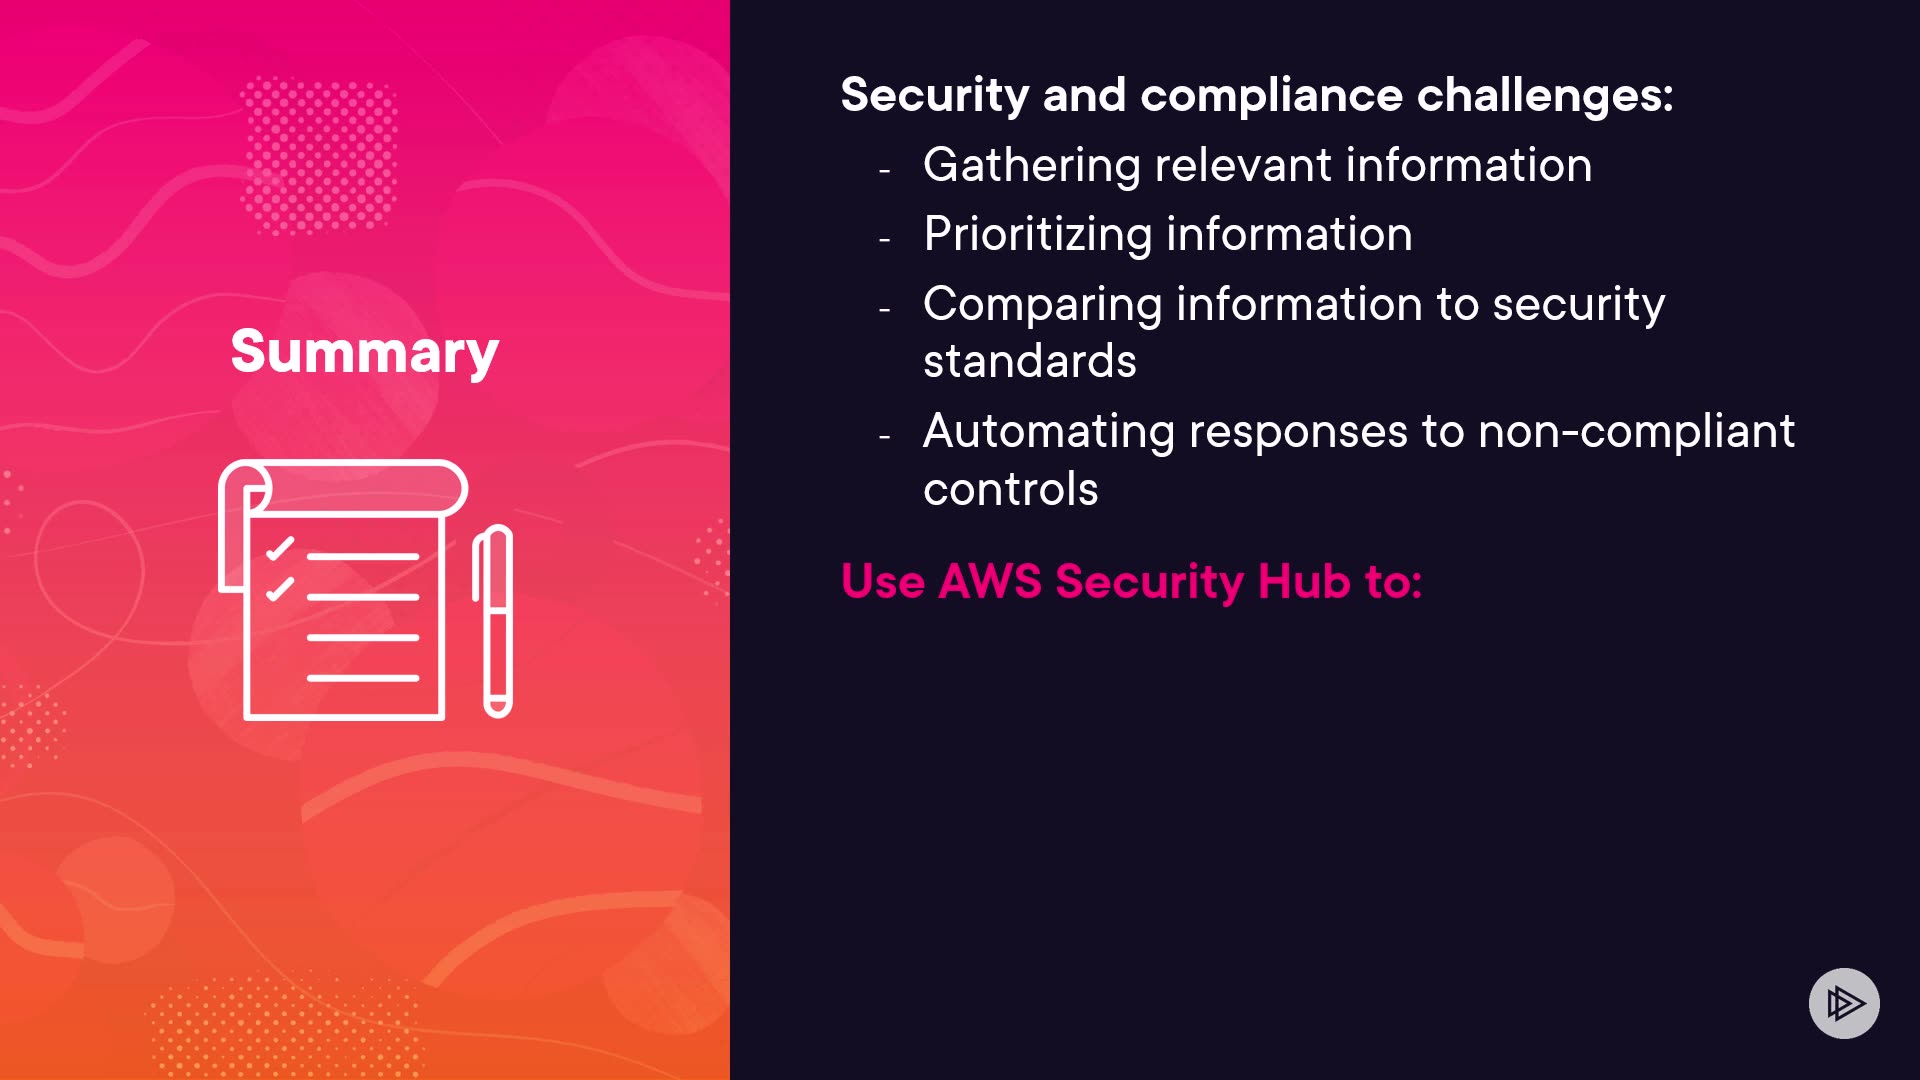 Summary
Security and compliance challenges:
- Gathering relevant information
- Prioritizing information
- Comparing information to security
standards
- Automating responses to non-compliant
controls
Use AWS Security Hub to: